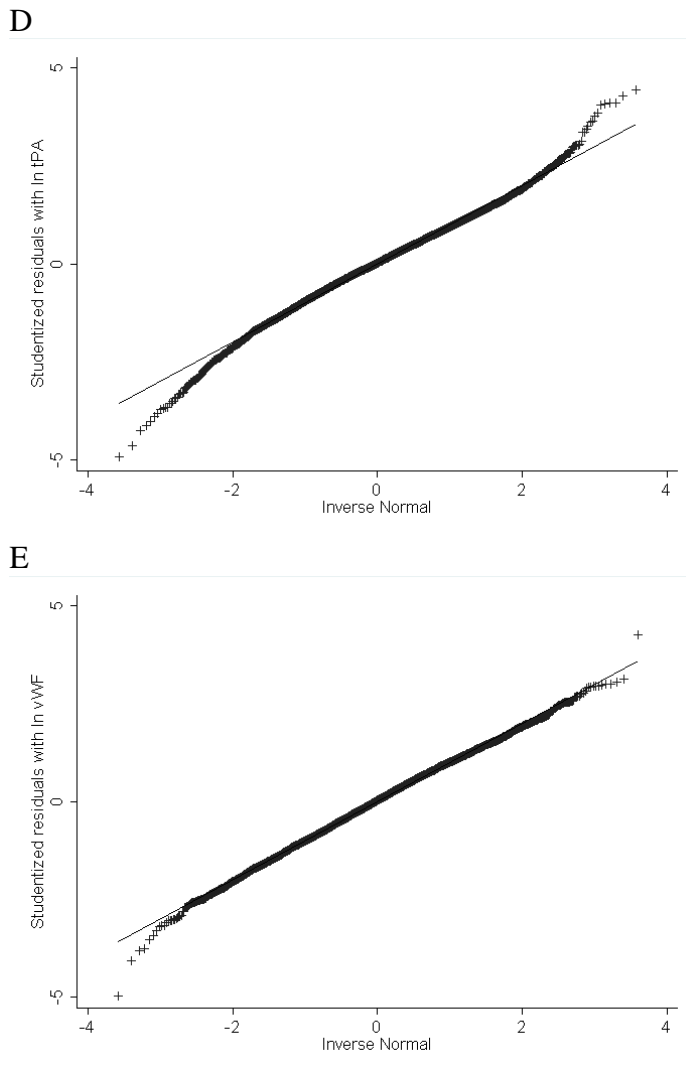 D
5
0
-5
Studentized residuals with ln tPA
-4
-2
0
2
4
Inverse Normal
E
5
0
-5
Studentized residuals with ln vWF
-4
-2
0
2
4
Inverse Normal